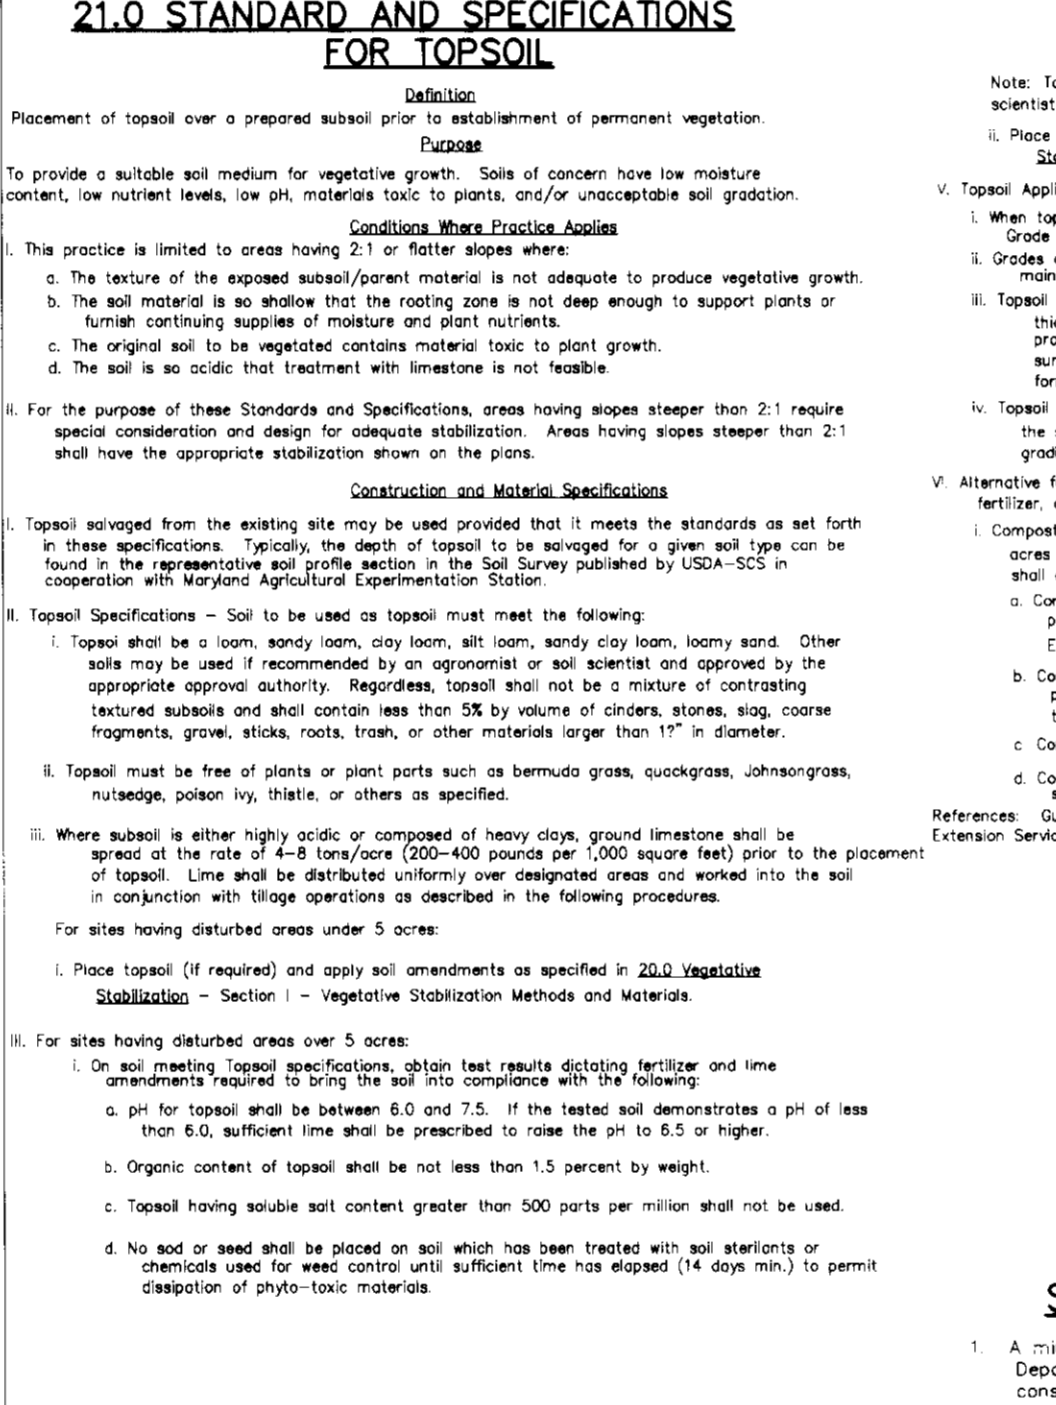 21.0 STANDARD AND SPECIFICATIONS
FOR TOPSOIL
Definition
Placement of topsoil over a prepared subsoil prior to establishment of permanent vegetation.
Purpose
To provide a suitable soil medium for vegetative growth. Soils of concern have low moisture
content, low nutrient levels, low pH, materials toxic to plants, and/or unacceptable soil gradation.
Conditions Where Practice Applies
I. This practice is limited to areas having 2:1 or flatter slopes where:
a. The texture of the exposed subsoil/parent material is not adequate to produce vegetative growth.
b. The soil material is so shallow that the rooting zone is not deep enough to support plants or
furnish continuing supplies of moisture and plant nutrients.
c. The original soil to be vegetated contains material toxic to plant growth.
d. The soil is so acidic that treatment with limestone is not feasible.
II. For the purpose of these Standards and Specifications, areas having slopes steeper than 2:1 require
special consideration and design for adequate stabilization. Areas having slopes steeper than 2:1
shall have the appropriate stabilization shown on the plans.
Construction and Material Specifications
I. Topsoil salvaged from the existing site may be used provided that it meets the standards as set forth
in these specifications. Typically, the depth of topsoil to be salvaged for a given soil type can be
found in the representative soil profile section in the Soil Survey published by USDA-SCS in
cooperation with Maryland Agricultural Experimentation Station.
II. Topsoil Specifications – Soil to be used as topsoil must meet the following:
i. Topsoi shall be a loam, sandy loam, clay loam, silt loam, sandy clay loam, loamy sand. Other
soils may be used if recommended by an agronomist or soil scientist and approved by the
appropriate approval authority. Regardless, topsoil shall not be a mixture of contrasting
textured subsoils and shall contain less than 5% by volume of cinders, stones, slag, coarse
fragments, gravel, sticks, roots, trash, or other materials larger than 1?" in diameter.
ii. Topsoil must be free of plants or plant parts such as bermuda grass, quackgrass, Johnsongrass,
nutsedge, poison ivy, thistle, or others as specified.
iii. Where subsoil is either highly acidic or composed of heavy clays, ground limestone shall be
spread at the rate of 4-8 tons/acre (200-400 pounds per 1,000 square feet) prior to the placement
of topsoil. Lime shall be distributed uniformly over designated areas and worked into the soil
in conjunction with tillage operations as described in the following procedures.
For sites having disturbed areas under 5 acres:
i. Place topsoil (if required) and apply soil amendments as specified in 20.0 Vegetative
Stabilization – Section I – Vegetative Stabilization Methods and Materials.
III. For sites having disturbed areas over 5 acres:
i. On soil meeting Topsoil specifications, obtain test results dictating fertilizer and lime
amendments required to bring the soil into compliance with the following:
a. pH for topsoil shall be between 6.0 and 7.5. If the tested soil demonstrates a pH of less
than 6.0, sufficient lime shall be prescribed to raise the pH to 6.5 or higher.
b. Organic content of topsoil shall be not less than 1.5 percent by weight.
c. Topsoil having soluble salt content greater than 500 parts per million shall not be used.
d. No sod or seed shall be placed on soil which has been treated with soil sterilants or
chemicals used for weed control until sufficient time has elapsed (14 days min.) to permit
dissipation of phyto-toxic materials.
Note:
scientist
ii. Place
V. Topsoil
i. When
Grade
ii. Grades
iii. Topsoil
iv. Topsoil
the
VI. Alternative
fertilizer,
i.
acres
shall
a.
b.
c
d.
References:
Extension
1. A